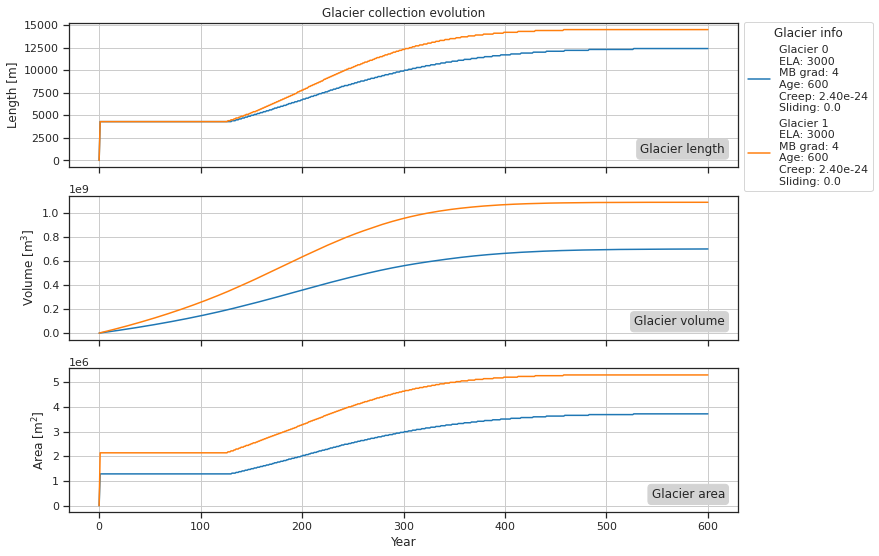 Glacier collection evolution
Length [m]
15000
12500
10000
7500
5000
2500
0
Glacier length
Glacier info
Glacier 0
ELA: 3000
MB grad: 4
Age: 600
Creep: 2.40e-24
Sliding: 0.0
Glacier 1
ELA: 3000
MB grad: 4
Age: 600
Creep: 2.40e-24
Sliding: 0.0
1e9
Volume [m³]
1.0
0.8
0.6
0.4
0.2
0.0
Glacier volume
1e6
Area [m²]
5
4
3
2
1
0
Glacier area
0 100 200 300 400 500 600
Year